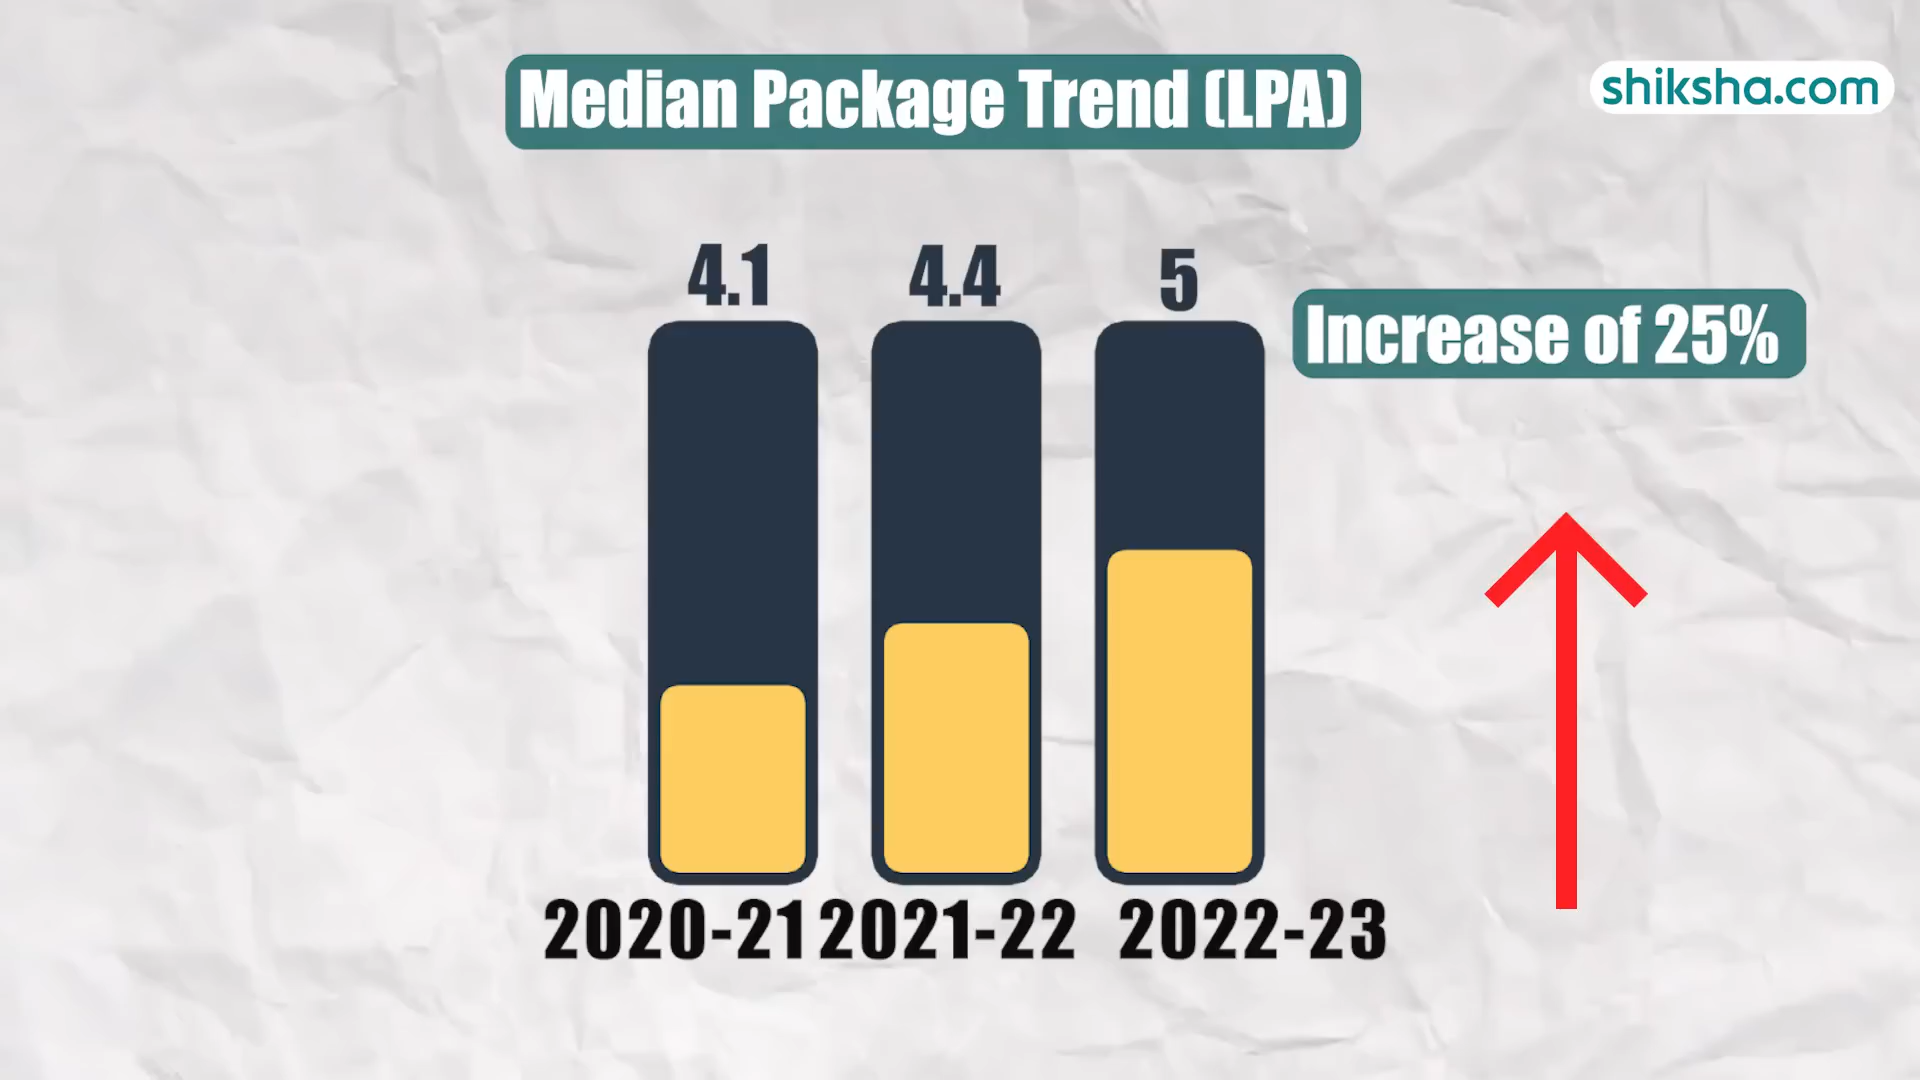 Median Package Trend (LPA)
shiksha.com
4.1
4.4
5
Increase of 25%
2020-21
2021-22
2022-23